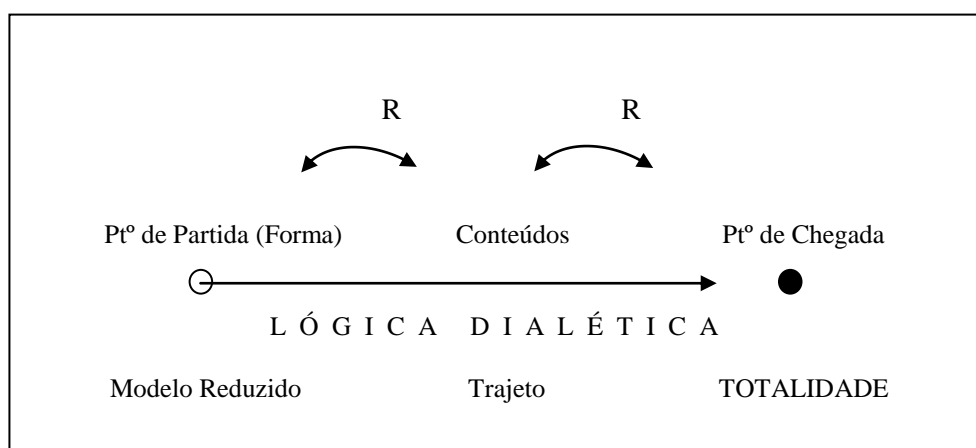 R R
Ptº de Partida (Forma) Conteúdos Ptº de Chegada
L Ó G I C A D I A L É T I C A
Modelo Reduzido Trajeto TOTALIDADE